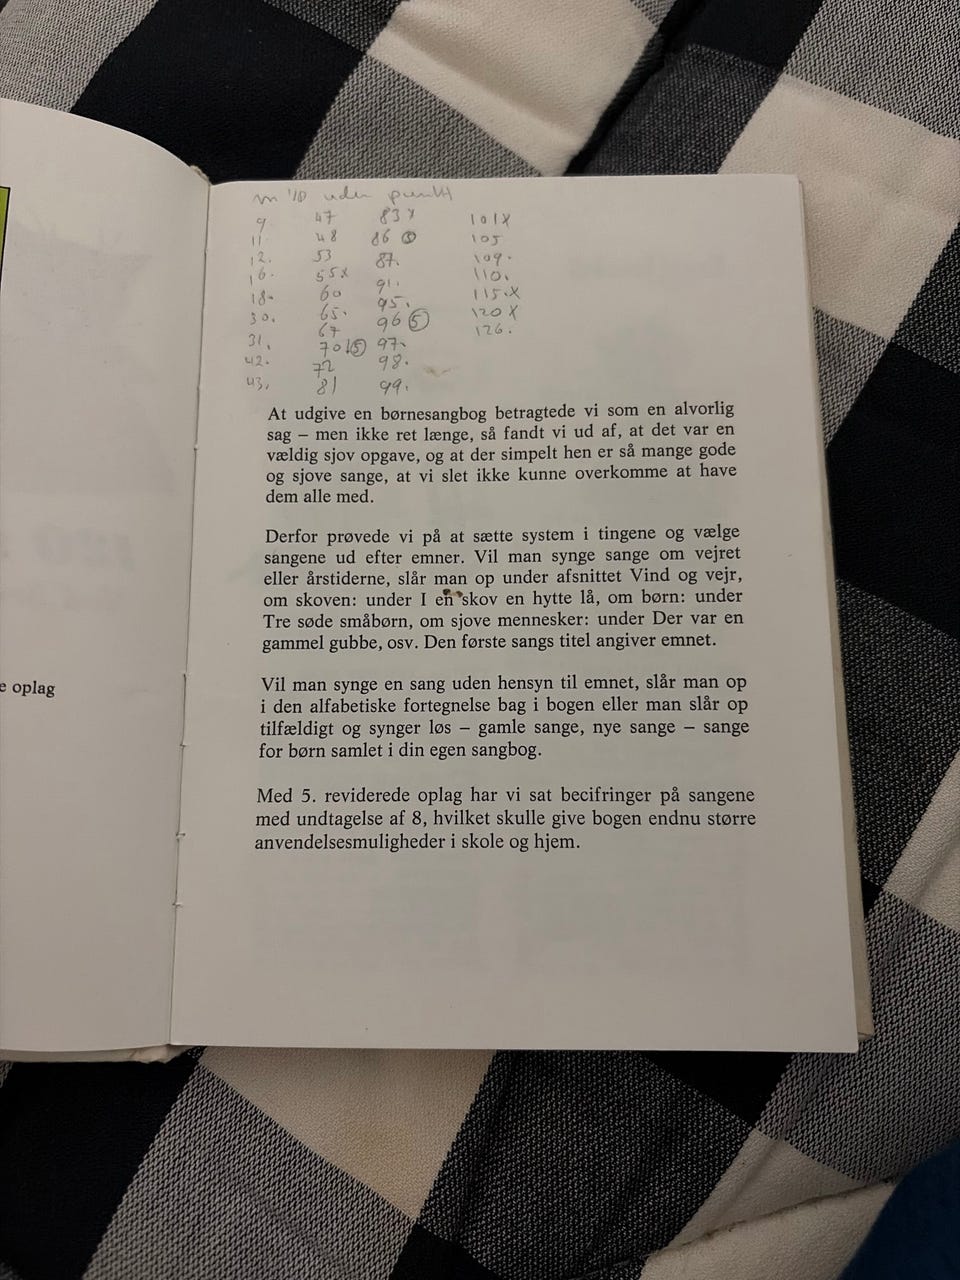 uden punkt
9 47 83x 101x
11. 48 86 5 105
12. 53 87. 109.
16. 55x 91. 110.
18. 60 95. 115.x
30. 65. 96 5 120x
31. 67 97. 126.
42. 70 5 98.
43. 72 99.
81
At udgive en børnesangbog betragtede vi som en alvorlig
sag – men ikke ret længe, så fandt vi ud af, at det var en
vældig sjov opgave, og at der simpelt hen er så mange gode
og sjove sange, at vi slet ikke kunne overkomme at have
dem alle med.
Derfor prøvede vi på at sætte system i tingene og vælge
sangene ud efter emner. Vil man synge sange om vejret
eller årstiderne, slår man op under afsnittet Vind og vejr,
om skoven: under I en skov en hytte lå, om børn: under
Tre søde småbørn, om sjove mennesker: under Der var en
gammel gubbe, osv. Den første sangs titel angiver emnet.
e oplag
Vil man synge en sang uden hensyn til emnet, slår man op
i den alfabetiske fortegnelse bag i bogen eller man slår op
tilfældigt og synger løs – gamle sange, nye sange – sange
for børn samlet i din egen sangbog.
Med 5. reviderede oplag har vi sat becifringer på sangene
med undtagelse af 8, hvilket skulle give bogen endnu større
anvendelsesmuligheder i skole og hjem.